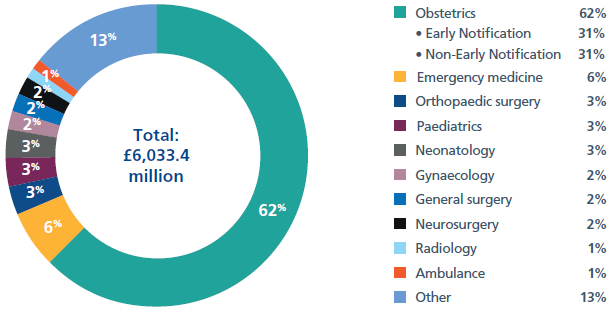 13%
1%
2%
2%
2%
3%
3%
3%
6%
62%
Total:
£6,033.4
million
Obstetrics 62%
• Early Notification 31%
• Non-Early Notification 31%
Emergency medicine 6%
Orthopaedic surgery 3%
Paediatrics 3%
Neonatology 3%
Gynaecology 2%
General surgery 2%
Neurosurgery 2%
Radiology 1%
Ambulance 1%
Other 13%